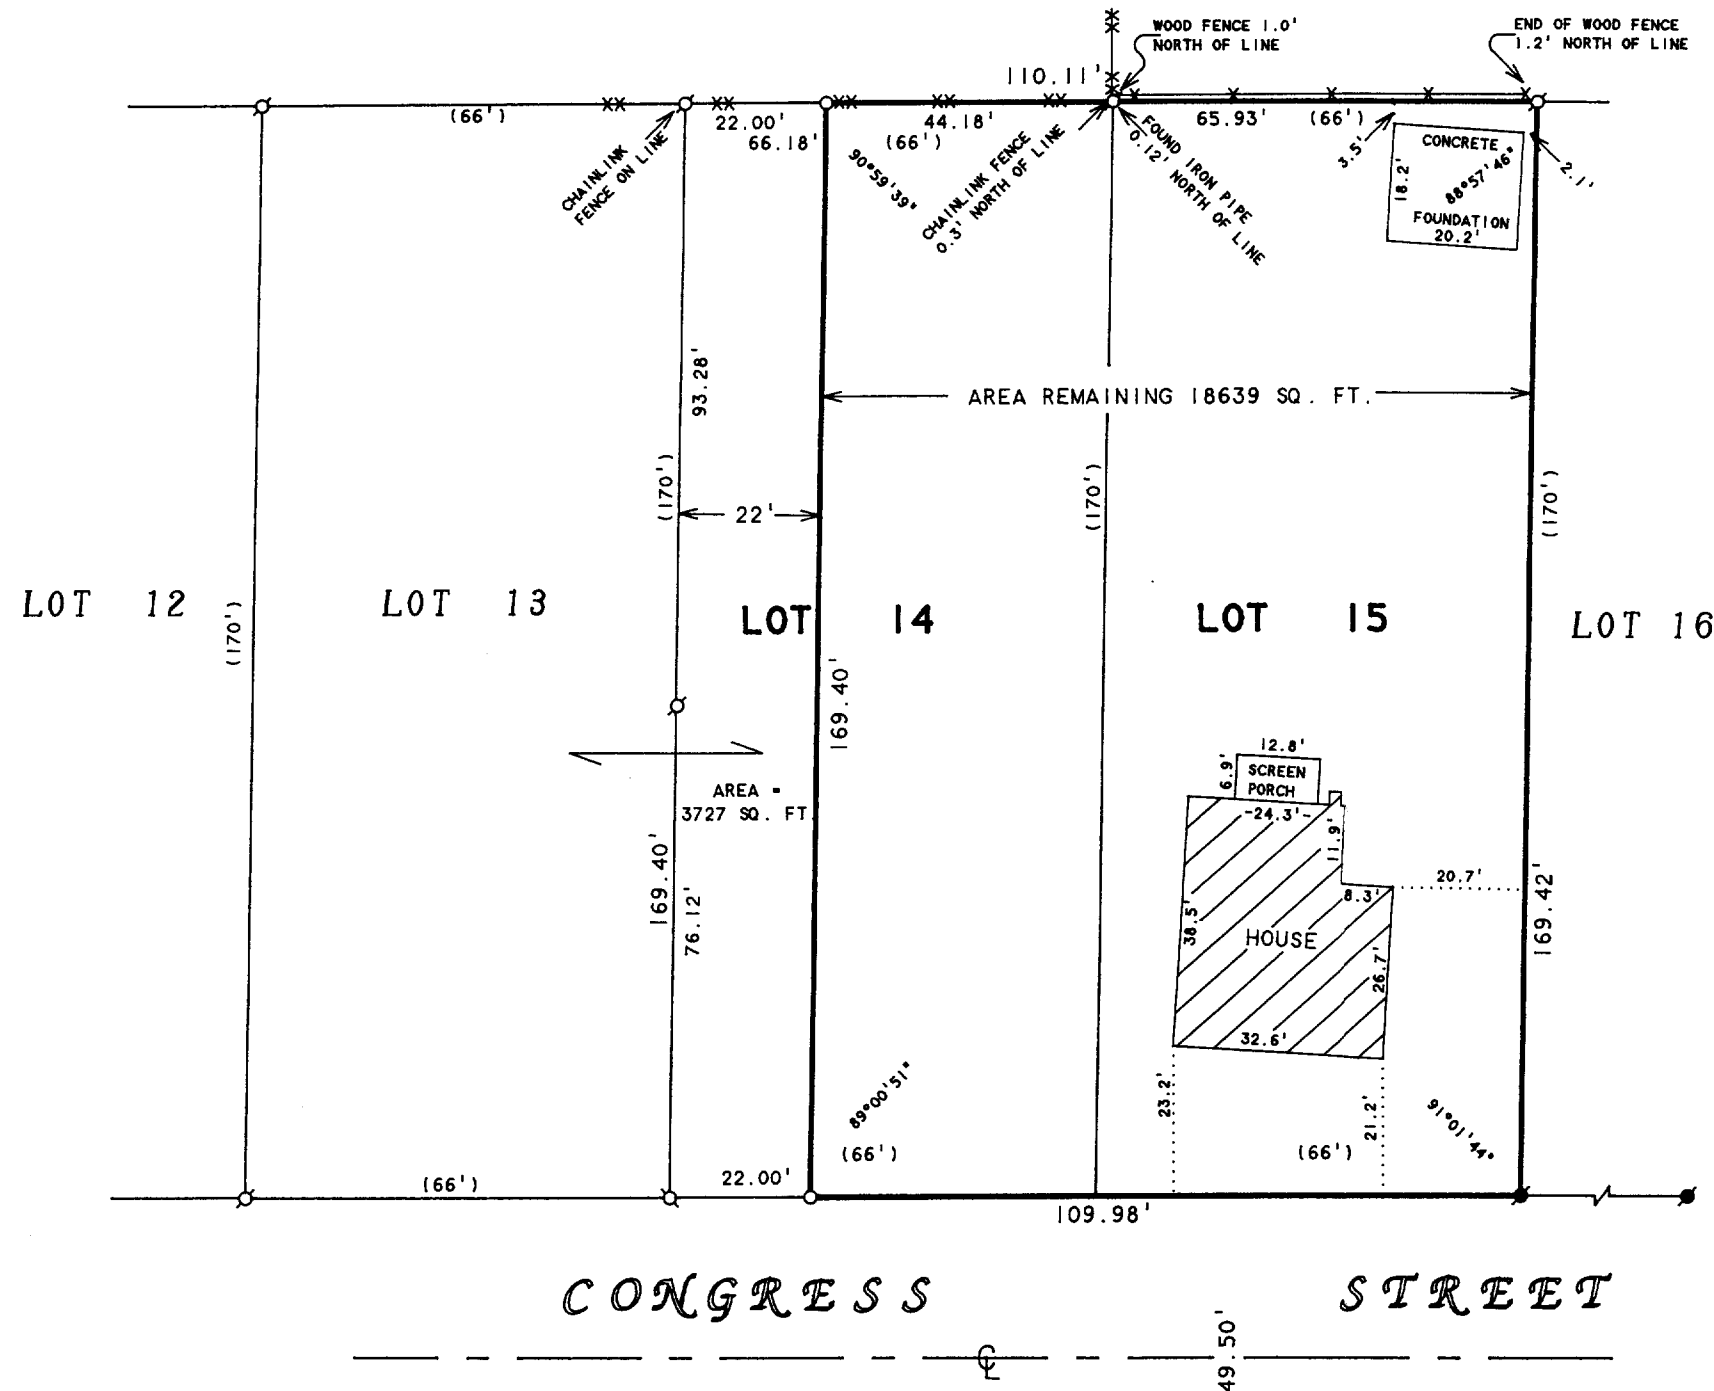 WOOD FENCE 1.0'
NORTH OF LINE
END OF WOOD FENCE
1.2' NORTH OF LINE
110.11'
(66')
22.00'
66.18'
44.18'
(66')
65.93'
(66')
CHAINLINK
FENCE ON LINE
90°59'39"
CHAINLINK FENCE
0.3' NORTH OF LINE
FOUND IRON PIPE
0.12' NORTH OF LINE
3.5'
CONCRETE
18.2'
88°57'46"
FOUNDATION
20.2'
2.1'
93.28'
AREA REMAINING 18639 SQ. FT.
(170')
22'
(170')
(170')
LOT 12
(170')
LOT 13
LOT 14
LOT 15
LOT 16
169.40'
12.8'
6.9'
SCREEN
PORCH
AREA =
3727 SQ. FT.
-24.3'-
11.9'
169.40'
76.12'
20.7'
8.3'
169.42'
38.5'
HOUSE
26.7'
32.6'
23.2'
21.2'
89°00'51"
91°01'44"
(66')
(66')
(66')
22.00'
109.98'
CONGRESS STREET
49.50'
CL